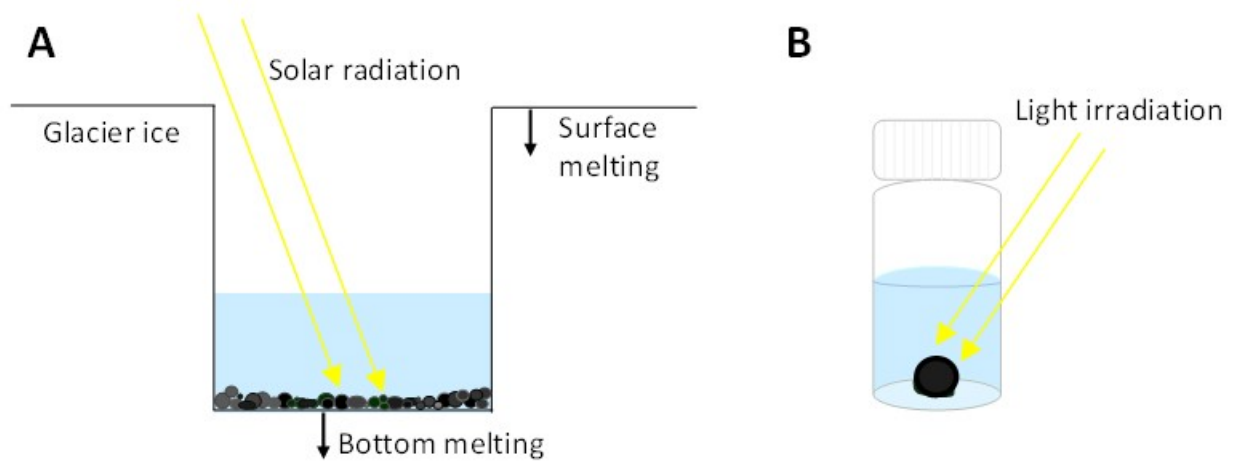 A
Solar radiation
Glacier ice
Surface
melting
Bottom melting
B
Light irradiation